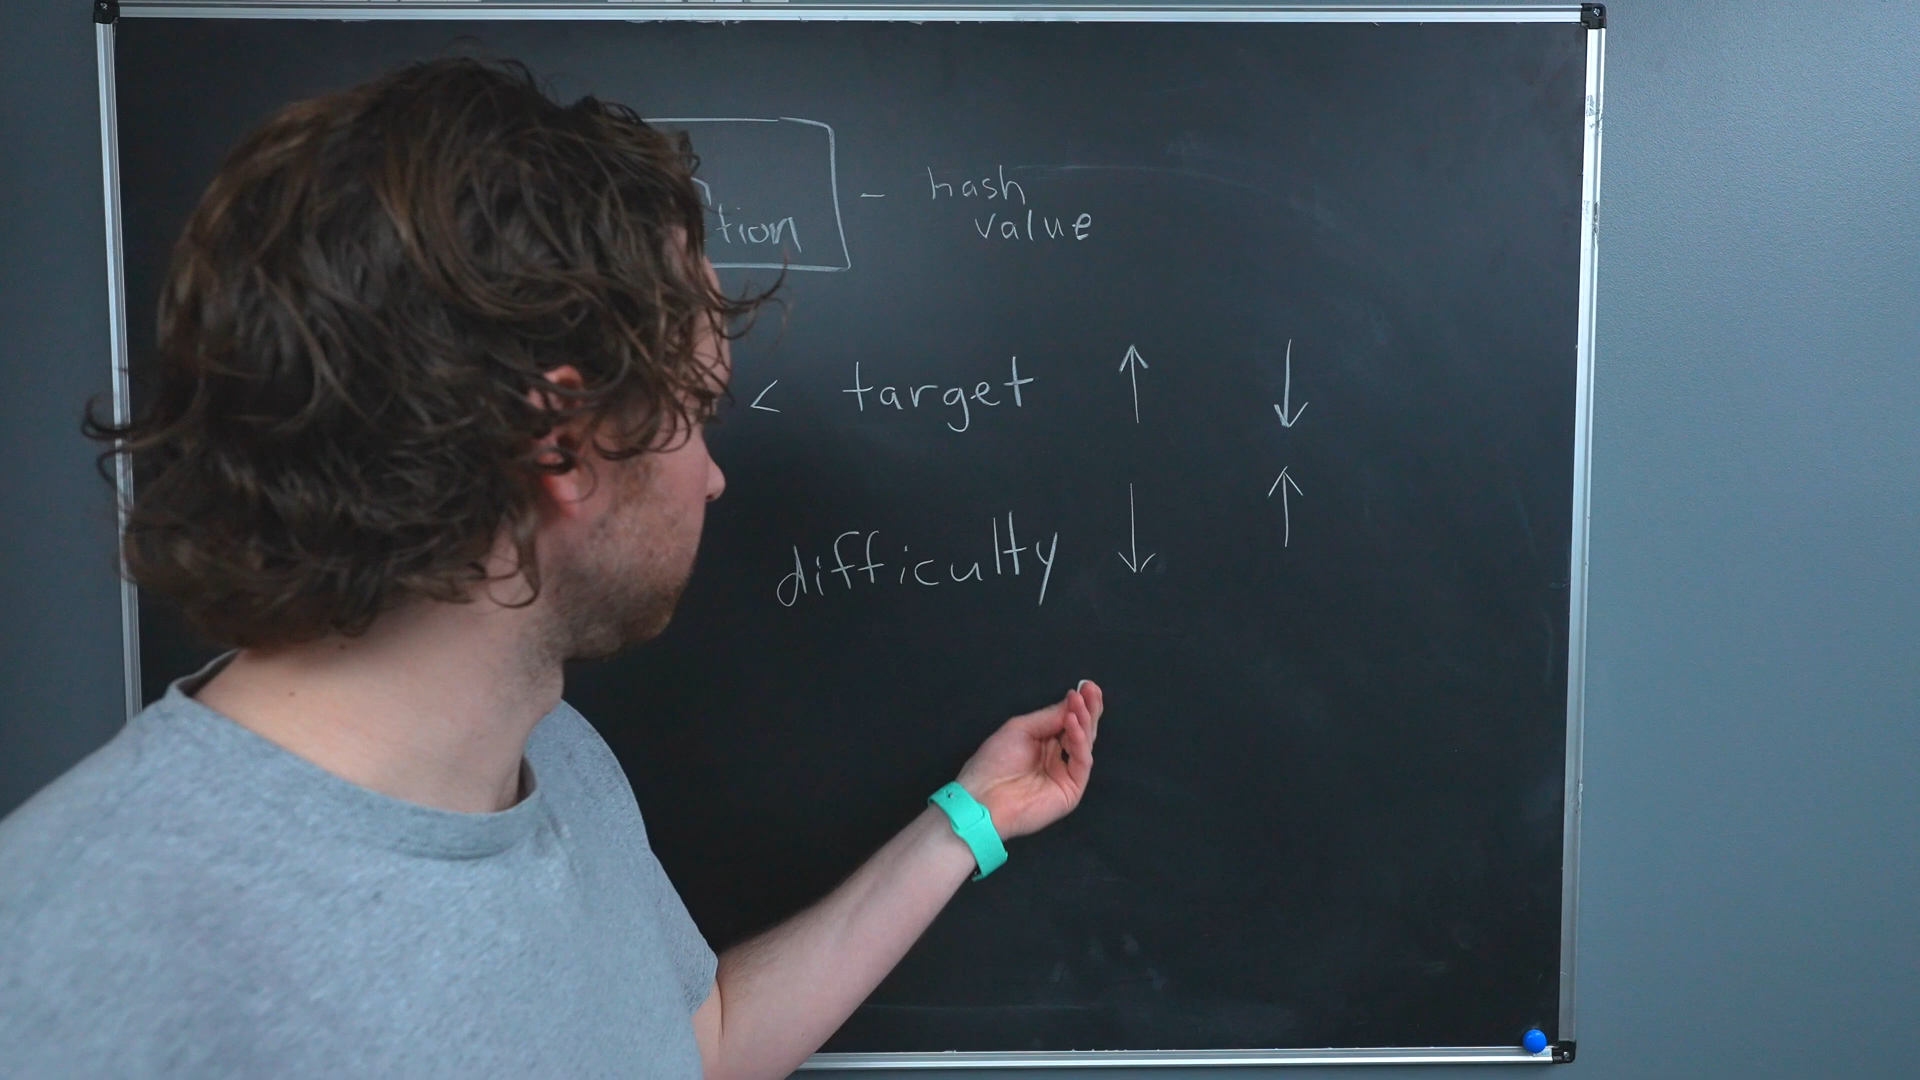 tion
- hash
value
< target ↑ ↓
difficulty ↓ ↑